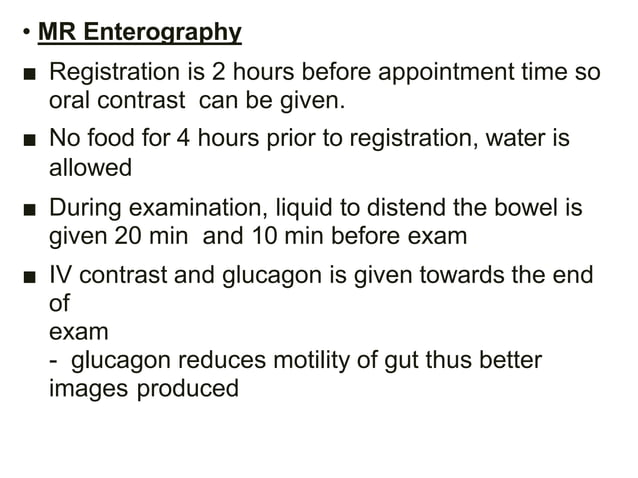 • MR Enterography
■ Registration is 2 hours before appointment time so
oral contrast can be given.
■ No food for 4 hours prior to registration, water is
allowed
■ During examination, liquid to distend the bowel is
given 20 min and 10 min before exam
■ IV contrast and glucagon is given towards the end
of
exam
- glucagon reduces motility of gut thus better
images produced